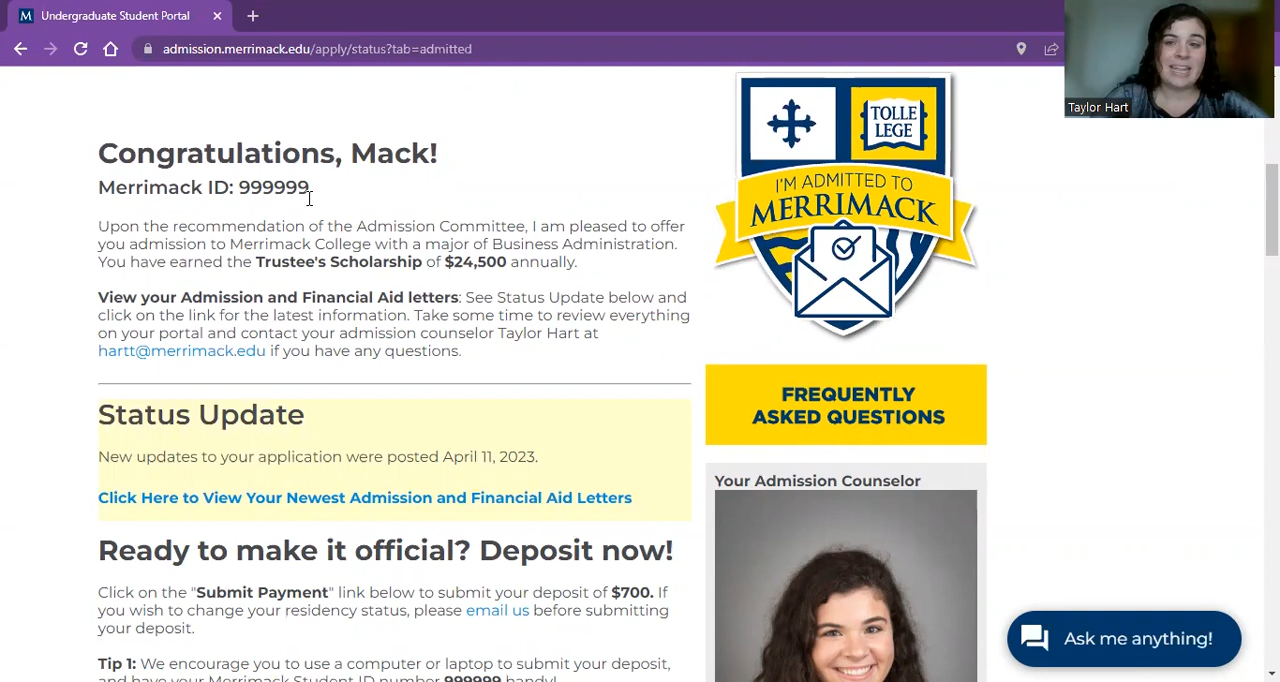 M Undergraduate Student Portal
admission.merrimack.edu/apply/status?tab=admitted
Taylor Hart
Congratulations, Mack!
Merrimack ID: 999999
Upon the recommendation of the Admission Committee, I am pleased to offer
you admission to Merrimack College with a major of Business Administration.
You have earned the Trustee's Scholarship of $24,500 annually.
View your Admission and Financial Aid letters: See Status Update below and
click on the link for the latest information. Take some time to review everything
on your portal and contact your admission counselor Taylor Hart at
hartt@merrimack.edu if you have any questions.
Status Update
New updates to your application were posted April 11, 2023.
Click Here to View Your Newest Admission and Financial Aid Letters
Ready to make it official? Deposit now!
Click on the "Submit Payment" link below to submit your deposit of $700. If
you wish to change your residency status, please email us before submitting
your deposit.
Tip 1: We encourage you to use a computer or laptop to submit your deposit,
and have your Merrimack Student ID number 999999 handy!
TOLLE
LEGE
I'M ADMITTED TO
MERRIMACK
FREQUENTLY
ASKED QUESTIONS
Your Admission Counselor
Ask me anything!